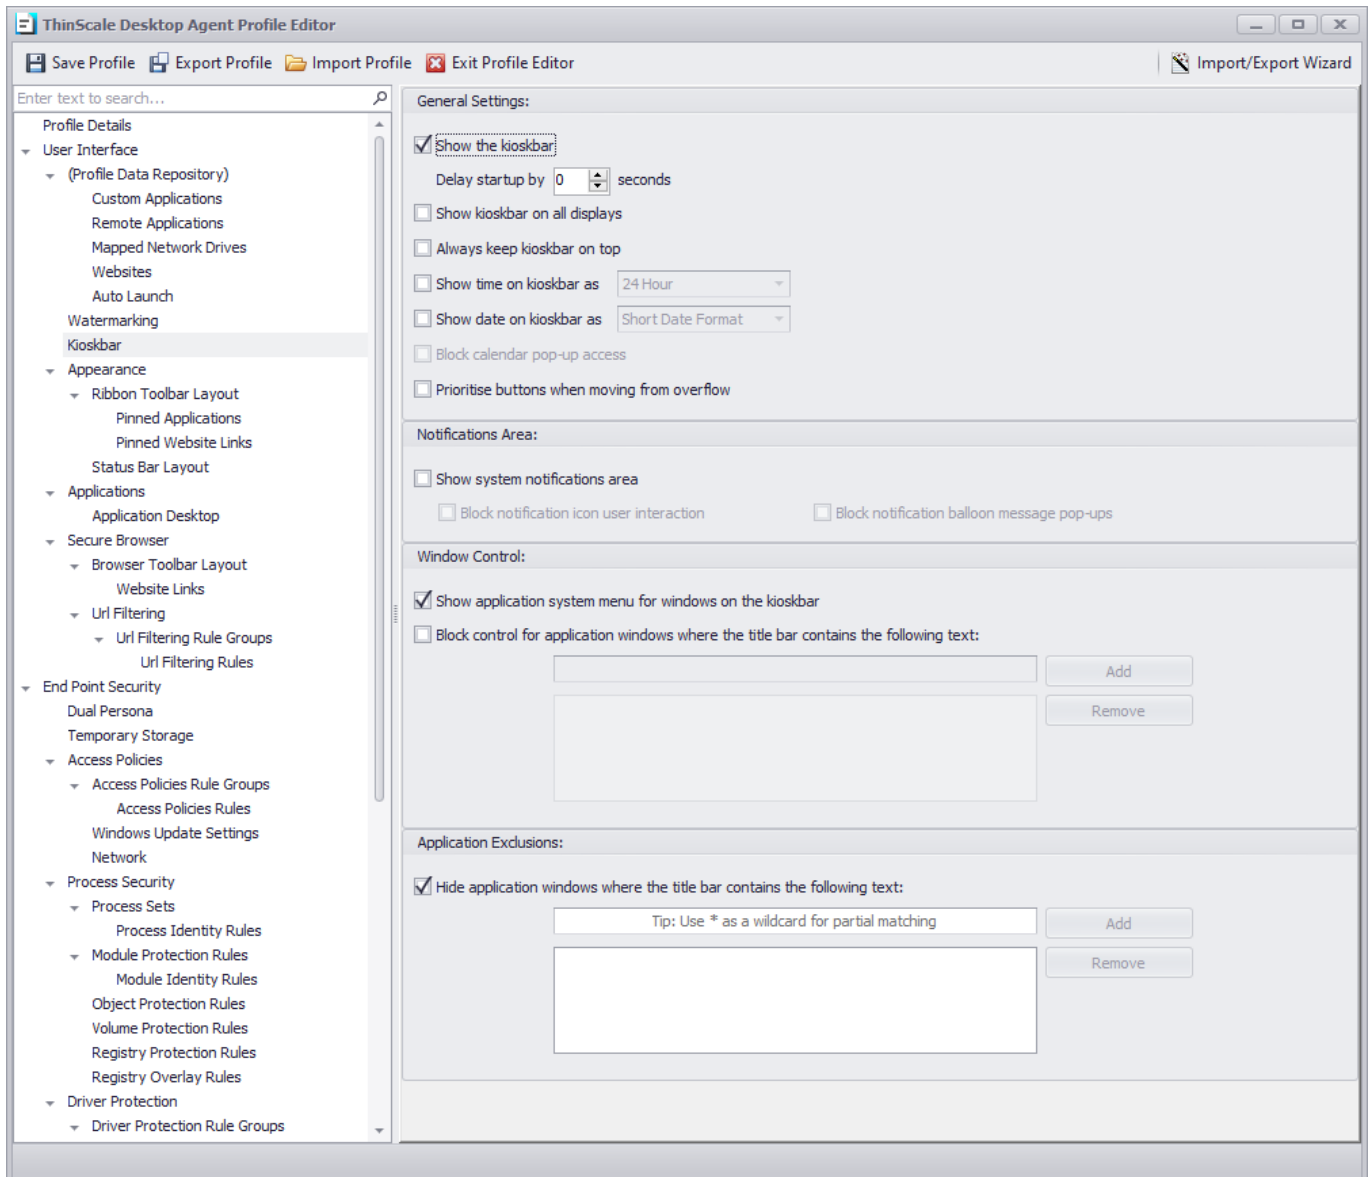 ThinScale Desktop Agent Profile Editor
Save Profile Export Profile Import Profile Exit Profile Editor Import/Export Wizard
Enter text to search...
Profile Details
User Interface
(Profile Data Repository)
Custom Applications
Remote Applications
Mapped Network Drives
Websites
Auto Launch
Watermarking
Kioskbar
Appearance
Ribbon Toolbar Layout
Pinned Applications
Pinned Website Links
Status Bar Layout
Applications
Application Desktop
Secure Browser
Browser Toolbar Layout
Website Links
Url Filtering
Url Filtering Rule Groups
Url Filtering Rules
End Point Security
Dual Persona
Temporary Storage
Access Policies
Access Policies Rule Groups
Access Policies Rules
Windows Update Settings
Network
Process Security
Process Sets
Process Identity Rules
Module Protection Rules
Module Identity Rules
Object Protection Rules
Volume Protection Rules
Registry Protection Rules
Registry Overlay Rules
Driver Protection
Driver Protection Rule Groups
General Settings:
Show the kioskbar
Delay startup by 0 seconds
Show kioskbar on all displays
Always keep kioskbar on top
Show time on kioskbar as 24 Hour
Show date on kioskbar as Short Date Format
Block calendar pop-up access
Prioritise buttons when moving from overflow
Notifications Area:
Show system notifications area
Block notification icon user interaction Block notification balloon message pop-ups
Window Control:
Show application system menu for windows on the kioskbar
Block control for application windows where the title bar contains the following text:
Add
Remove
Application Exclusions:
Hide application windows where the title bar contains the following text:
Tip: Use * as a wildcard for partial matching Add
Remove